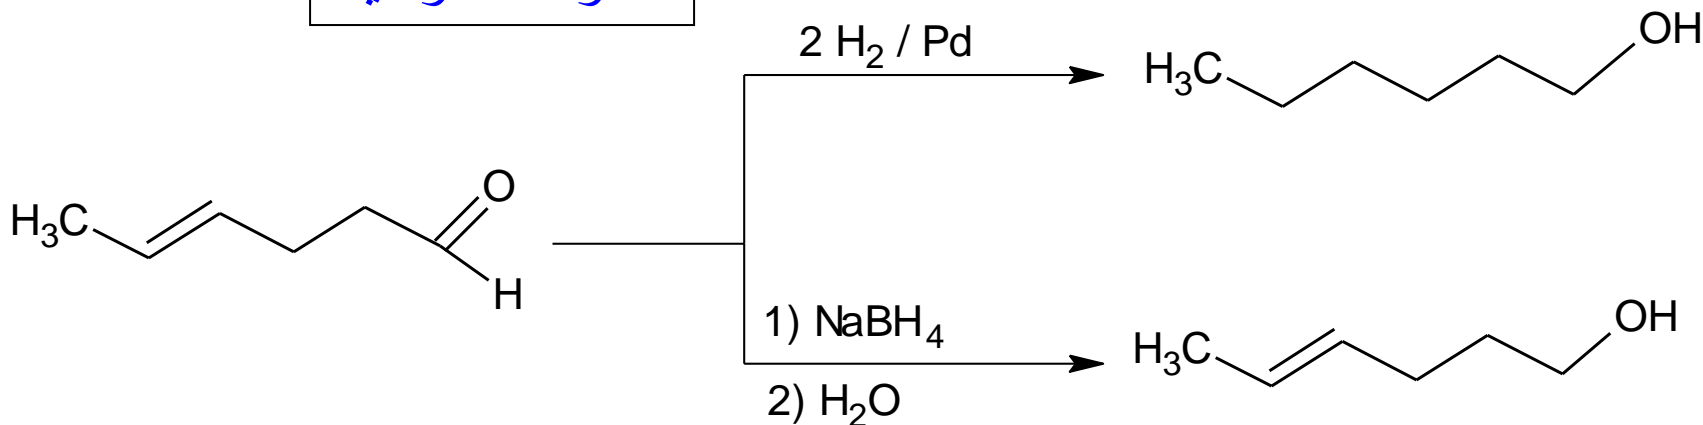 2 H2 / Pd
H3C
OH
H3C
O
H
1) NaBH4
2) H2O
H3C
OH